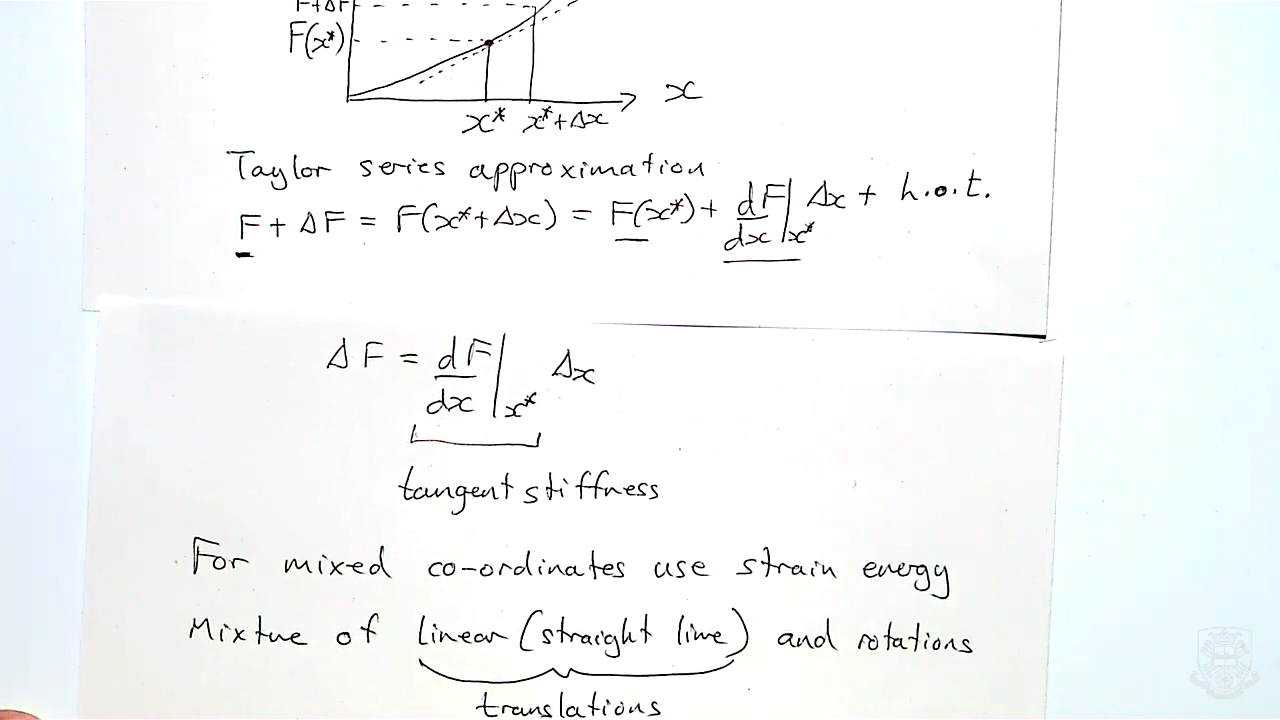 F+ΔF
F(x*)
x
x* x*+Δx
Taylor series approximation
F + ΔF = F(x*+Δx) = F(x*) + dF/dx|x* Δx + h.o.t.
ΔF = dF/dx|x* Δx
tangent stiffness
For mixed co-ordinates use strain energy
Mixtue of linear (straight line) and rotations
translations